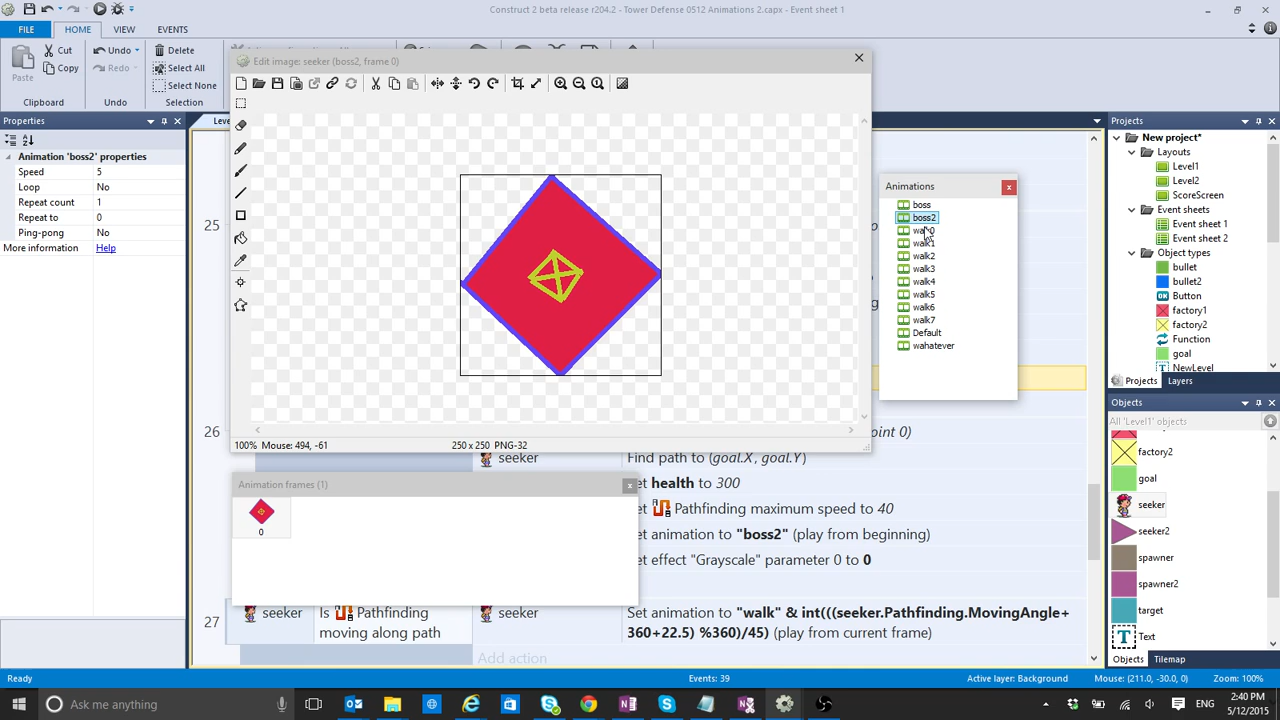 Construct 2 beta release r204.2 - Tower Defense 0512 Animations 2.capx - Event sheet 1
FILE HOME VIEW EVENTS
Paste Cut Copy
Undo Redo
Delete Select All Select None
Clipboard Undo Selection
Properties
Animation 'boss2' properties
Speed 5
Loop No
Repeat count 1
Repeat to 0
Ping-pong No
More information Help
Edit image: seeker (boss2, frame 0)
100% Mouse: 494, -61 250 x 250 PNG-32
Animation frames (1)
0
Animations
boss
boss2
walk1
walk2
walk3
walk4
walk5
walk6
walk7
Default
wahatever
25
26
seeker Find path to (goal.X, goal.Y)
health to 300
Pathfinding maximum speed to 40
animation to "boss2" (play from beginning)
effect "Grayscale" parameter 0 to 0
27
seeker Is Pathfinding moving along path
seeker Set animation to "walk" & int(((seeker.Pathfinding.MovingAngle+
360+22.5) %360)/45) (play from current frame)
Add action
Projects
New project*
Layouts
Level1
Level2
ScoreScreen
Event sheets
Event sheet 1
Event sheet 2
Object types
bullet
bullet2
Button
factory1
factory2
Function
goal
NewLevel
Projects Layers
Objects
All 'Level1' objects
factory2
goal
seeker
seeker2
spawner
spawner2
target
Text
Objects Tilemap
Ready Events: 39 Active layer: Background Mouse: (211.0, -30.0, 0) Zoom: 100%
Ask me anything
ENG
2:40 PM
5/12/2015